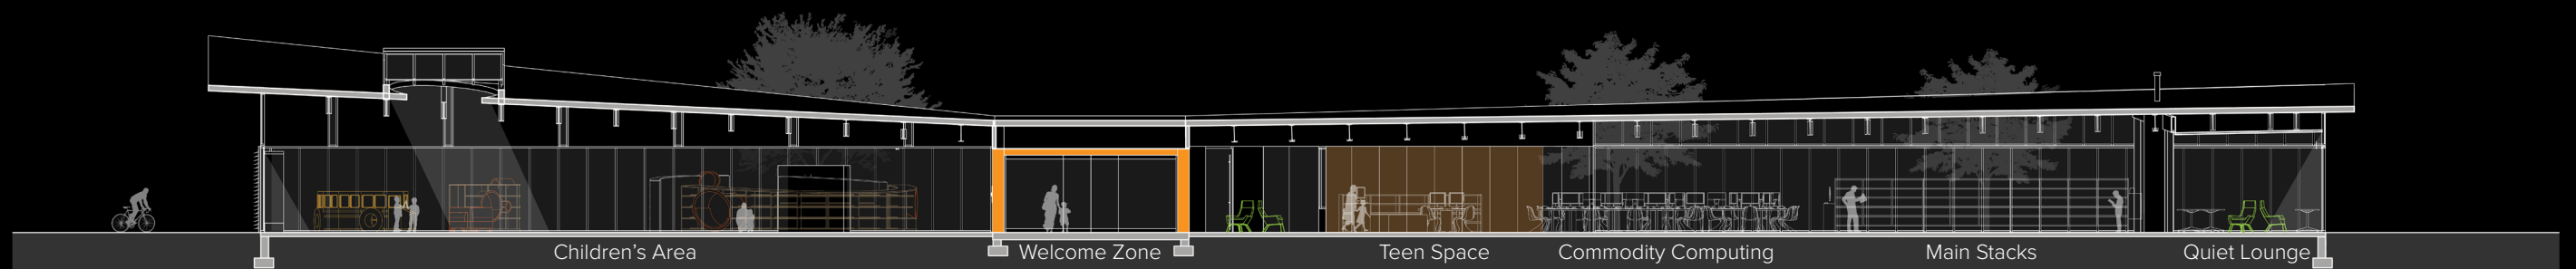 Children’s Area
Welcome Zone
Teen Space
Commodity Computing
Main Stacks
Quiet Lounge